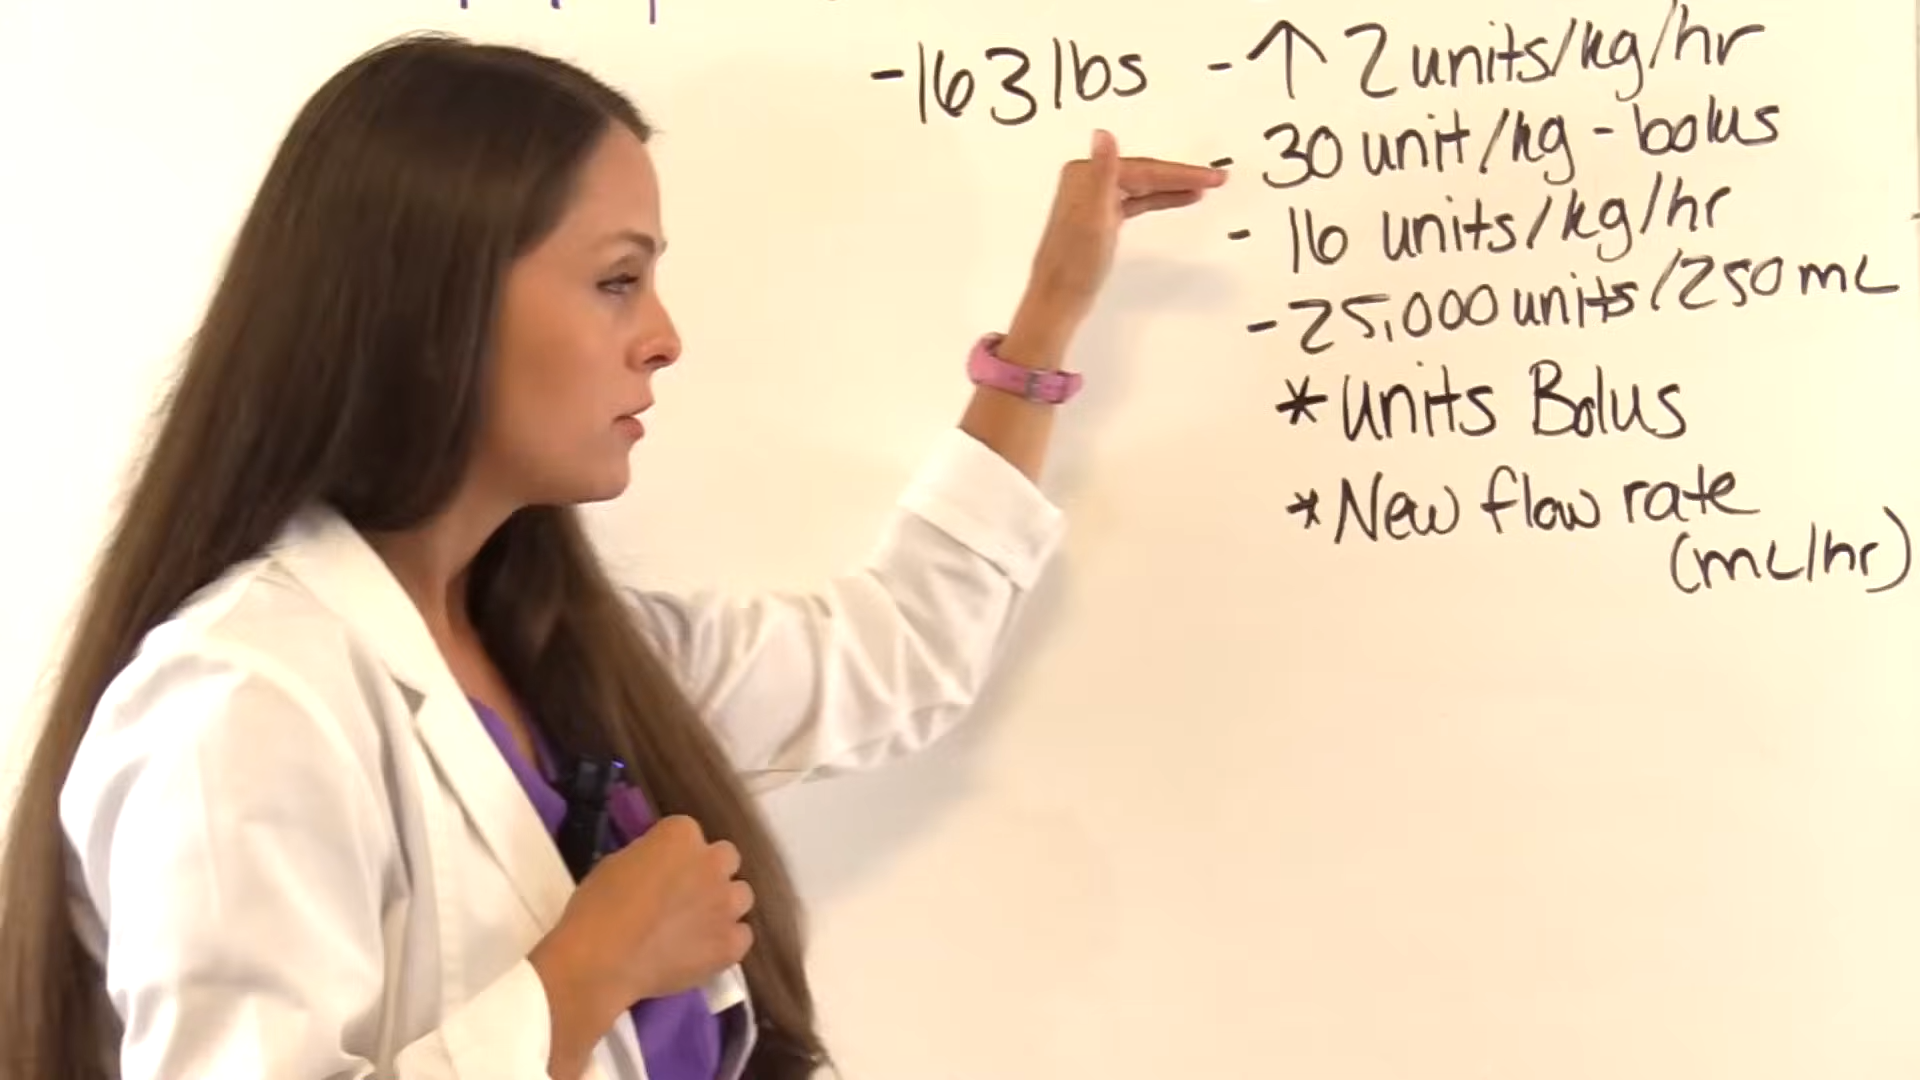 -163 lbs
-↑ 2 units/kg/hr
- 30 unit/kg - bolus
- 16 units/kg/hr
-25,000 units/250 mL
*units Bolus
*New flow rate
(mL/hr)